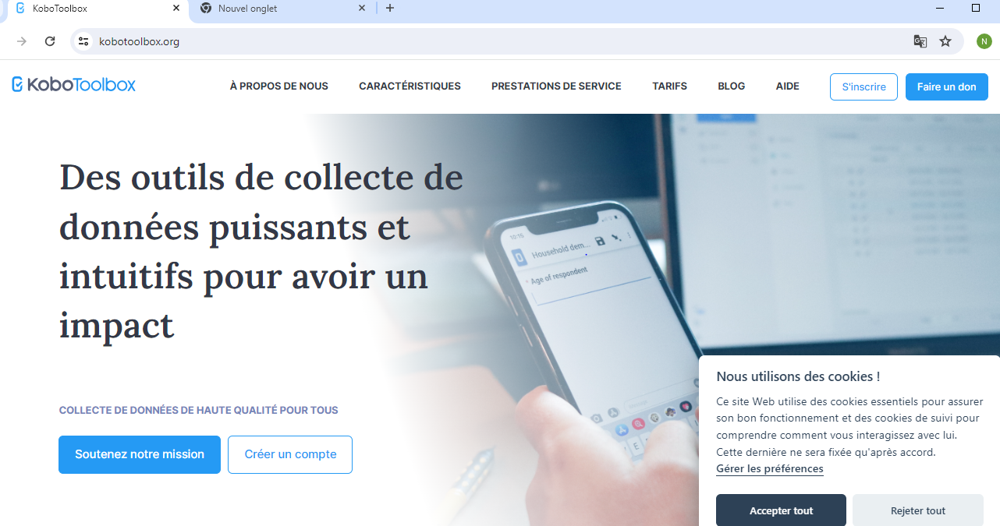 KoboToolbox
Nouvel onglet
kobotoolbox.org
N
KoboToolbox
À PROPOS DE NOUS
CARACTÉRISTIQUES
PRESTATIONS DE SERVICE
TARIFS
BLOG
AIDE
S'inscrire
Faire un don
Des outils de collecte de
données puissants et
intuitifs pour avoir un
impact
10:15
Household dem...
* Age of respondent
COLLECTE DE DONNÉES DE HAUTE QUALITÉ POUR TOUS
Soutenez notre mission
Créer un compte
Nous utilisons des cookies !
Ce site Web utilise des cookies essentiels pour assurer
son bon fonctionnement et des cookies de suivi pour
comprendre comment vous interagissez avec lui.
Cette dernière ne sera fixée qu'après accord.
Gérer les préférences
Accepter tout
Rejeter tout